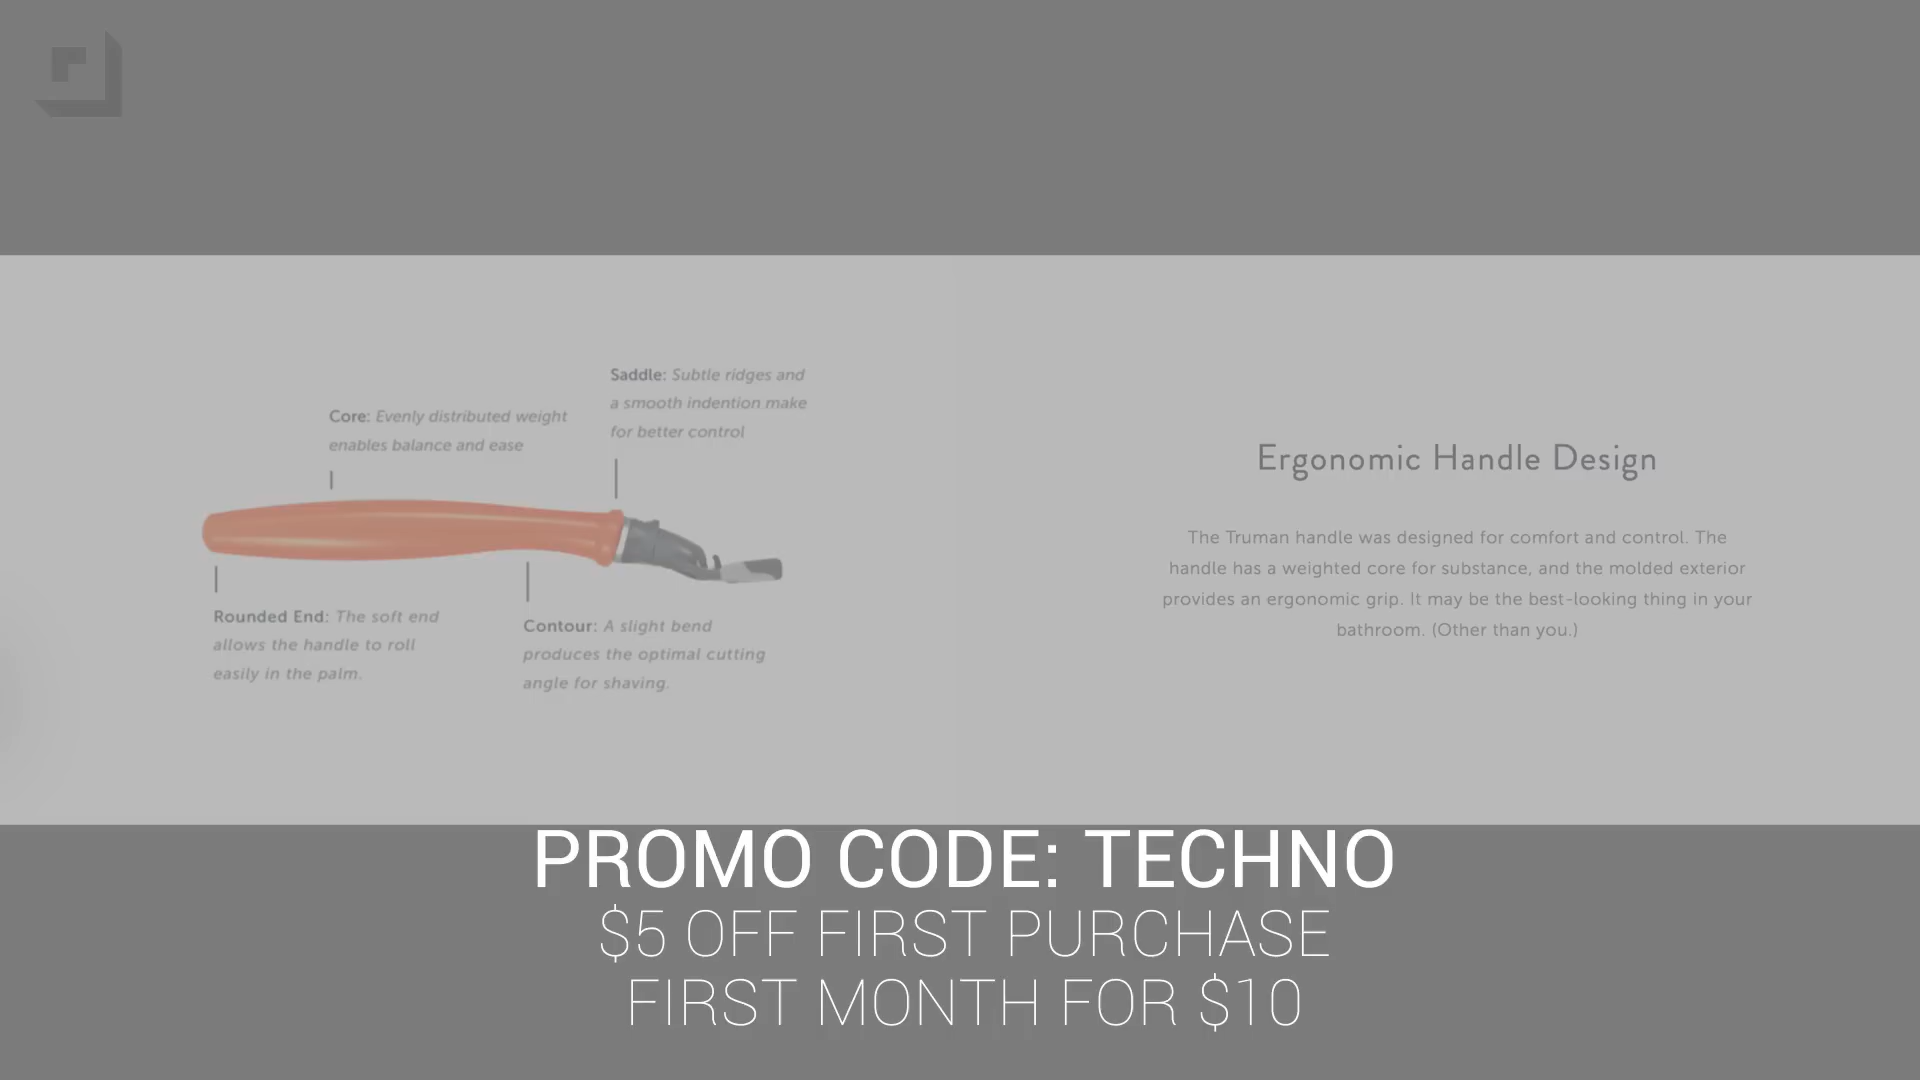 Saddle: Subtle ridges and
a smooth indention make
for better control
Core: Evenly distributed weight
enables balance and ease
Rounded End: The soft end
allows the handle to roll
easily in the palm.
Contour: A slight bend
produces the optimal cutting
angle for shaving.
Ergonomic Handle Design
The Truman handle was designed for comfort and control. The
handle has a weighted core for substance, and the molded exterior
provides an ergonomic grip. It may be the best-looking thing in your
bathroom. (Other than you.)
PROMO CODE: TECHNO
$5 OFF FIRST PURCHASE
FIRST MONTH FOR $10